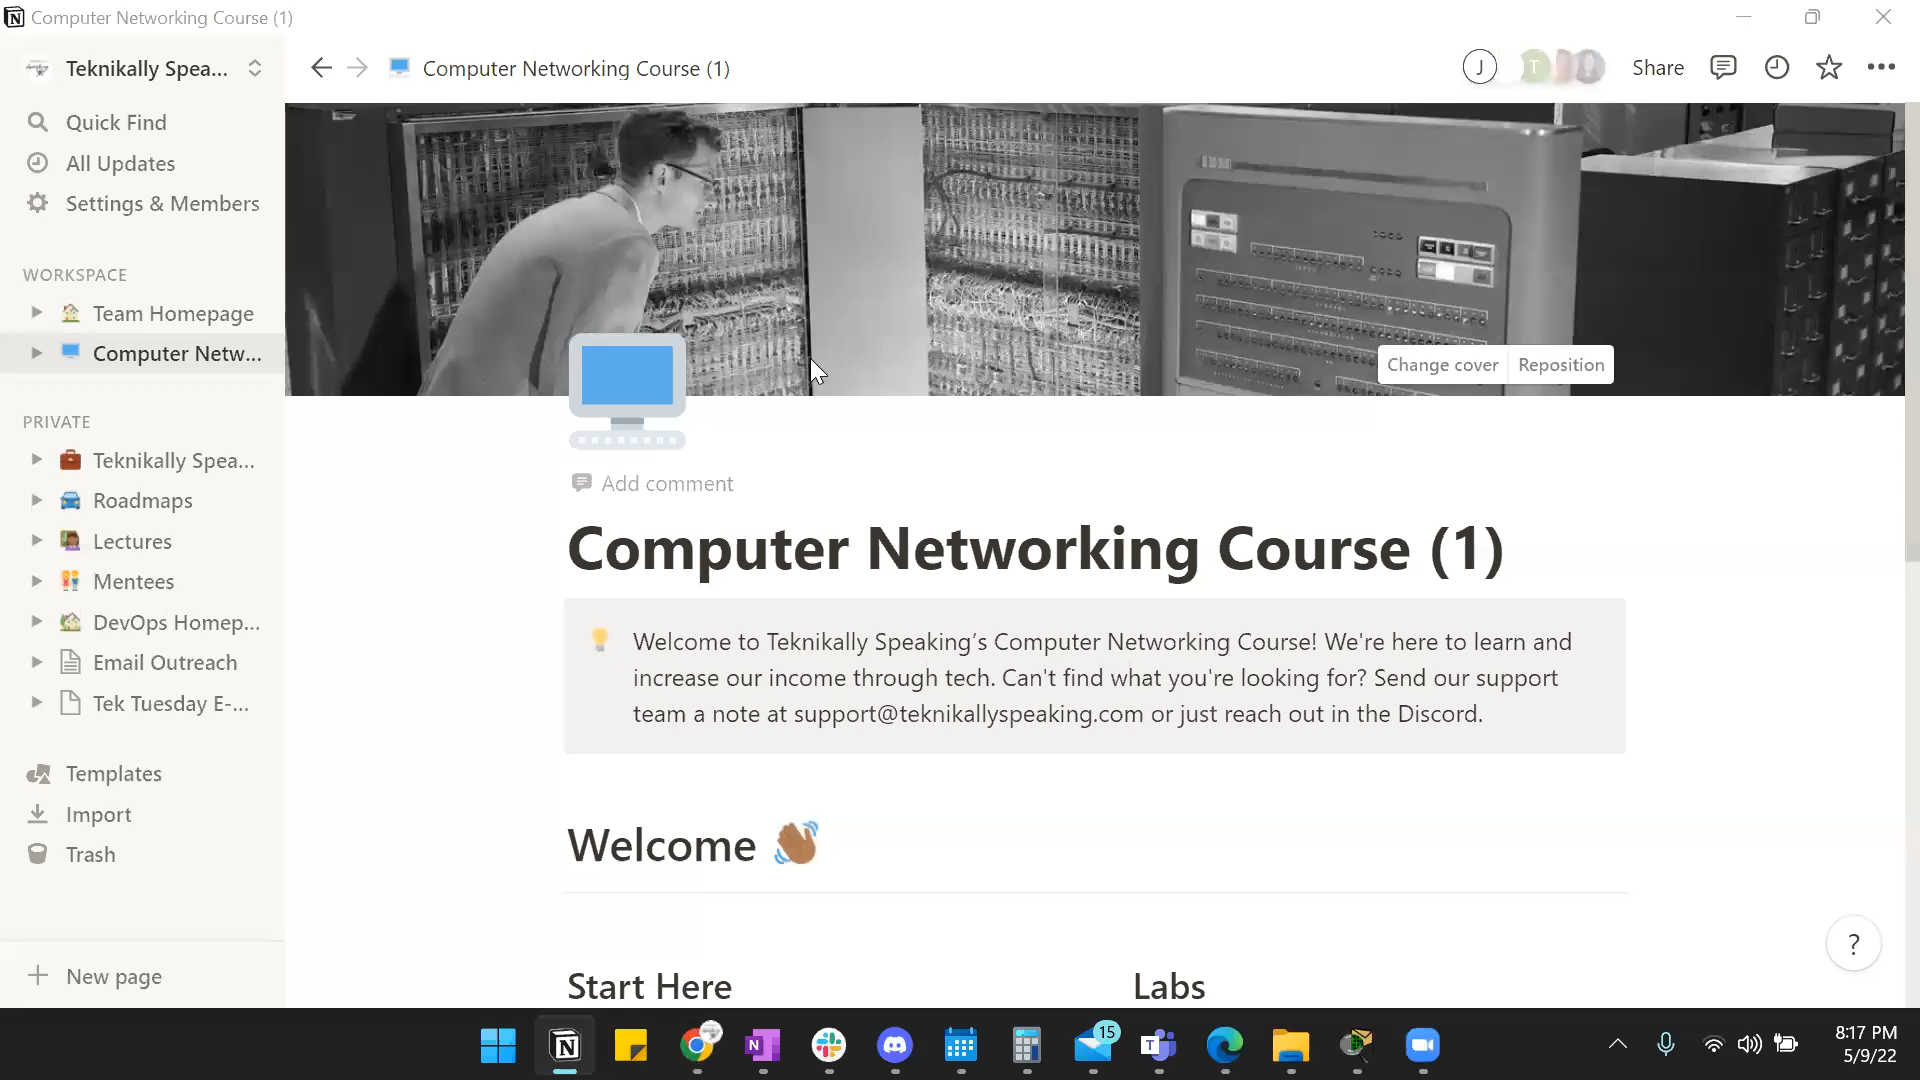 Computer Networking Course (1)
Teknikally Spea...
Computer Networking Course (1)
J
T
Share
Quick Find
All Updates
Settings & Members
WORKSPACE
Team Homepage
Computer Netw...
PRIVATE
Teknikally Spea...
Roadmaps
Lectures
Mentees
DevOps Homep...
Email Outreach
Tek Tuesday E-...
Templates
Import
Trash
New page
Change cover
Reposition
Add comment
Computer Networking Course (1)
Welcome to Teknikally Speaking's Computer Networking Course! We're here to learn and
increase our income through tech. Can't find what you're looking for? Send our support
team a note at support@teknikallyspeaking.com or just reach out in the Discord.
Welcome 👋🏾
Start Here
Labs
?
15
8:17 PM
5/9/22